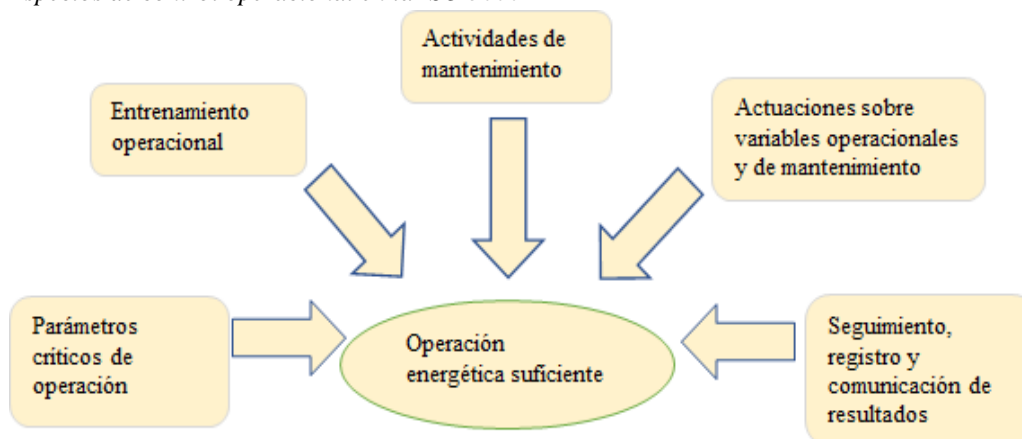 Actividades de
mantenimiento
Entrenamiento
operacional
Actuaciones sobre
variables operacionales
y de mantenimiento
Parámetros
críticos de
operación
Operación
energética suficiente
Seguimiento,
registro y
comunicación de
resultados